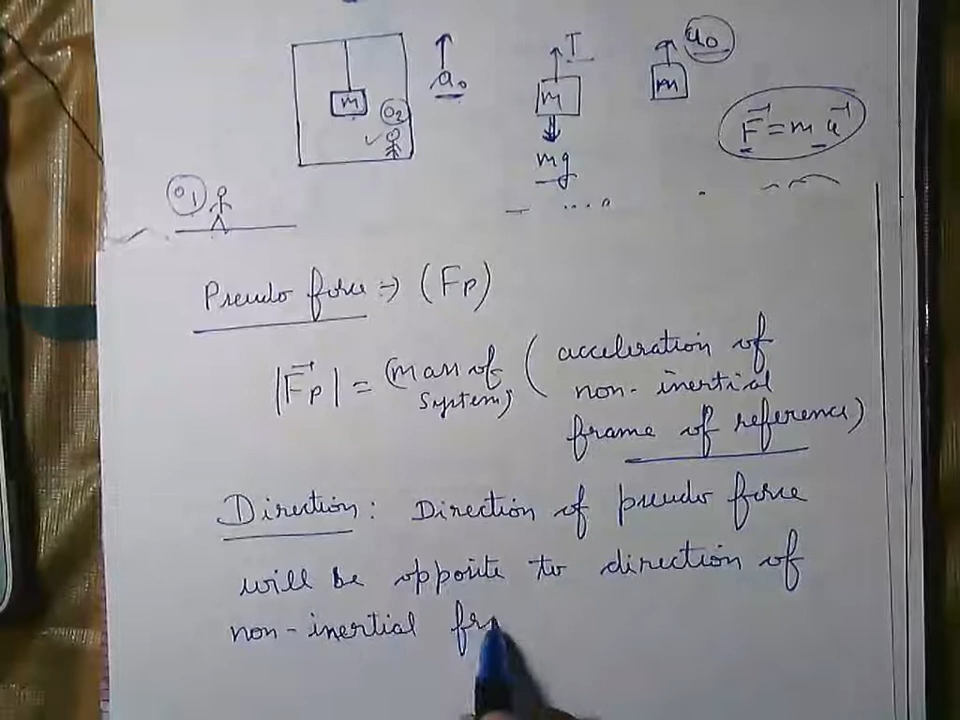 m
a₀
O₂
O₁
T
m
mg
a₀
m
F = m a
Pseudo force ⇒ (Fp)
|Fp| = (mass of system) (acceleration of
non-inertial
frame of reference)
Direction : Direction of pseudo force
will be opposite to direction of
non-inertial fra